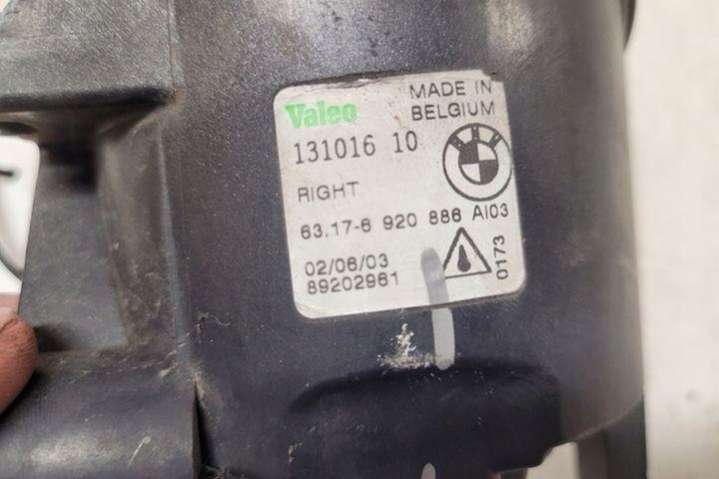 Valeo
MADE IN
BELGIUM
131016 10
RIGHT
63.17-6 920 886 AI03
02/06/03
89202961
0173